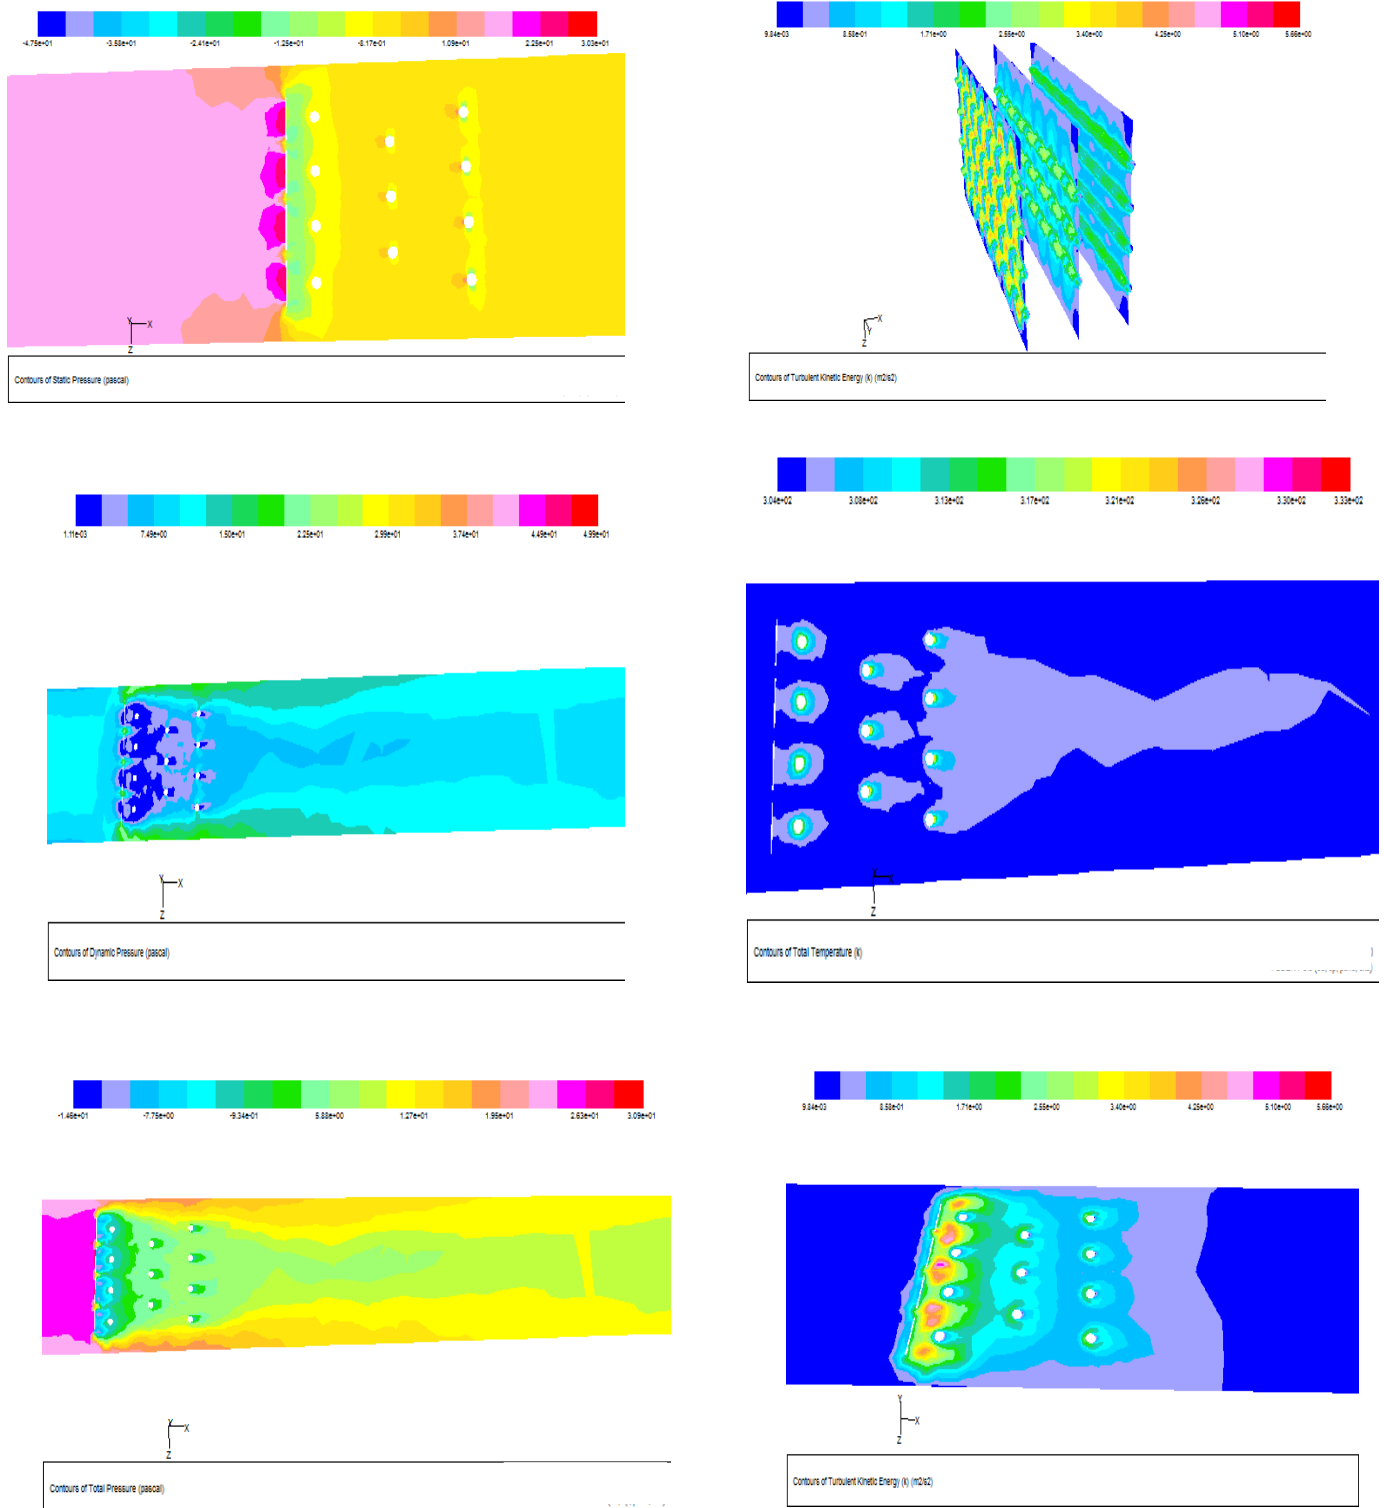 -4.75e+01 -3.58e+01 -2.41e+01 -1.25e+01 -8.17e-01 1.09e+01 2.25e+01 3.03e+01
Y X
Z
Contours of Static Pressure (pascal)
9.84e-03 8.58e-01 1.71e+00 2.55e+00 3.40e+00 4.25e+00 5.10e+00 5.66e+00
X
Y
Z
Contours of Turbulent Kinetic Energy (k) (m2/s2)
1.11e-03 7.49e+00 1.50e+01 2.25e+01 2.99e+01 3.74e+01 4.49e+01 4.99e+01
Y X
Z
Contours of Dynamic Pressure (pascal)
3.04e+02 3.08e+02 3.13e+02 3.17e+02 3.21e+02 3.26e+02 3.30e+02 3.33e+02
Y X
Z
Contours of Total Temperature (k)
-1.46e+01 -7.75e+00 -9.34e-01 5.88e+00 1.27e+01 1.95e+01 2.63e+01 3.09e+01
Y X
Z
Contours of Total Pressure (pascal)
9.84e-03 8.58e-01 1.71e+00 2.55e+00 3.40e+00 4.25e+00 5.10e+00 5.66e+00
Y
X
Z
Contours of Turbulent Kinetic Energy (k) (m2/s2)